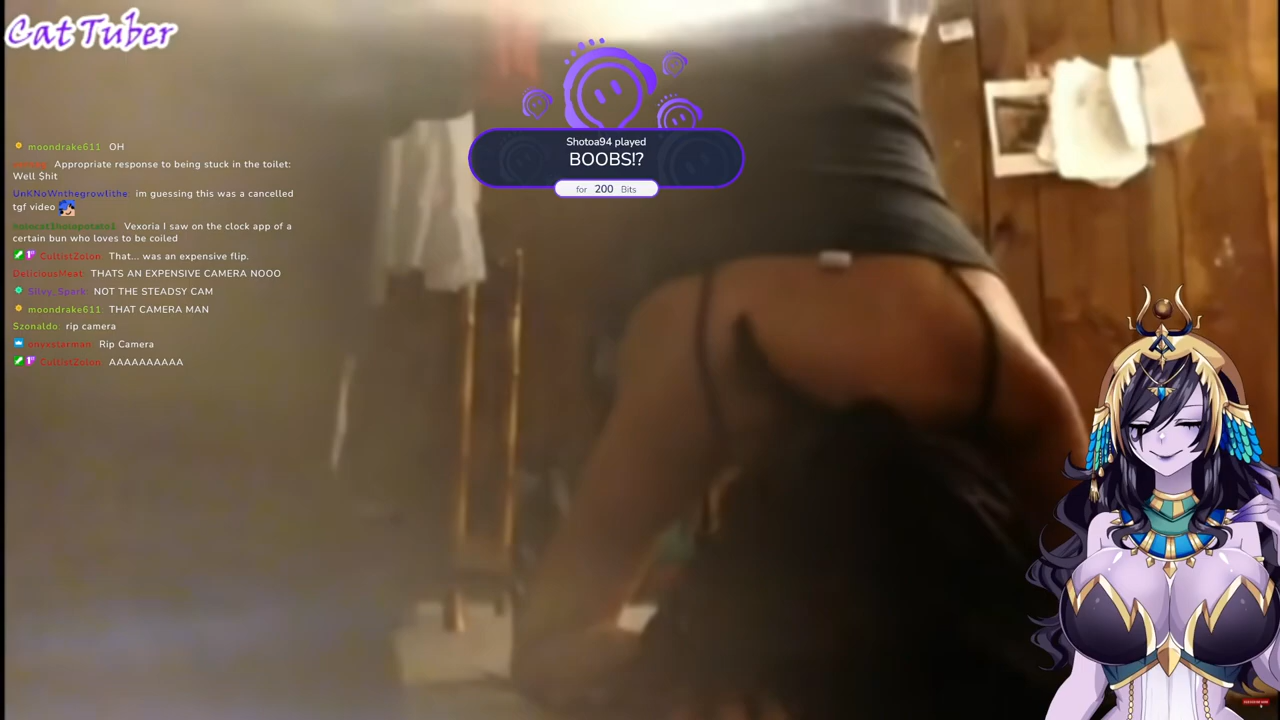 Cat Tuber
Shotoa94 played
BOOBS!?
for 200 Bits
moondrake611 OH
Appropriate response to being stuck in the toilet:
Well $hit
UnKNoWnthegrowlithe: im guessing this was a cancelled
tgf video
Vexoria I saw on the clock app of a
certain bun who loves to be coiled
CultistZolon: That... was an expensive flip.
DeliciousMeat: THATS AN EXPENSIVE CAMERA NOOO
Silvy_Spark: NOT THE STEADSY CAM
moondrake611 THAT CAMERA MAN
Szonaldo: rip camera
onyxstarman: Rip Camera
CultistZolon: AAAAAAAAAA